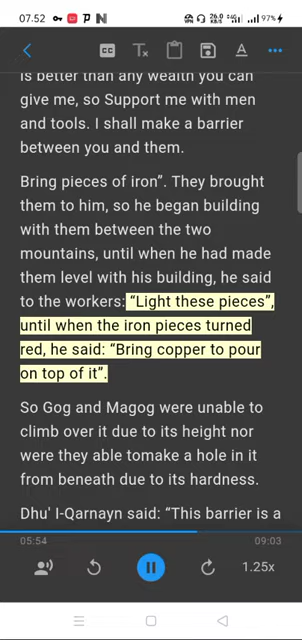 07.52
26.0
KB/s
4G
97%
CC
is better than any wealth you can
give me, so Support me with men
and tools. I shall make a barrier
between you and them.
Bring pieces of iron”. They brought
them to him, so he began building
with them between the two
mountains, until when he had made
them level with his building, he said
to the workers: “Light these pieces”,
until when the iron pieces turned
red, he said: “Bring copper to pour
on top of it”.
So Gog and Magog were unable to
climb over it due to its height nor
were they able tomake a hole in it
from beneath due to its hardness.
Dhu' I-Qarnayn said: “This barrier is a
05:54
09:03
1.25x